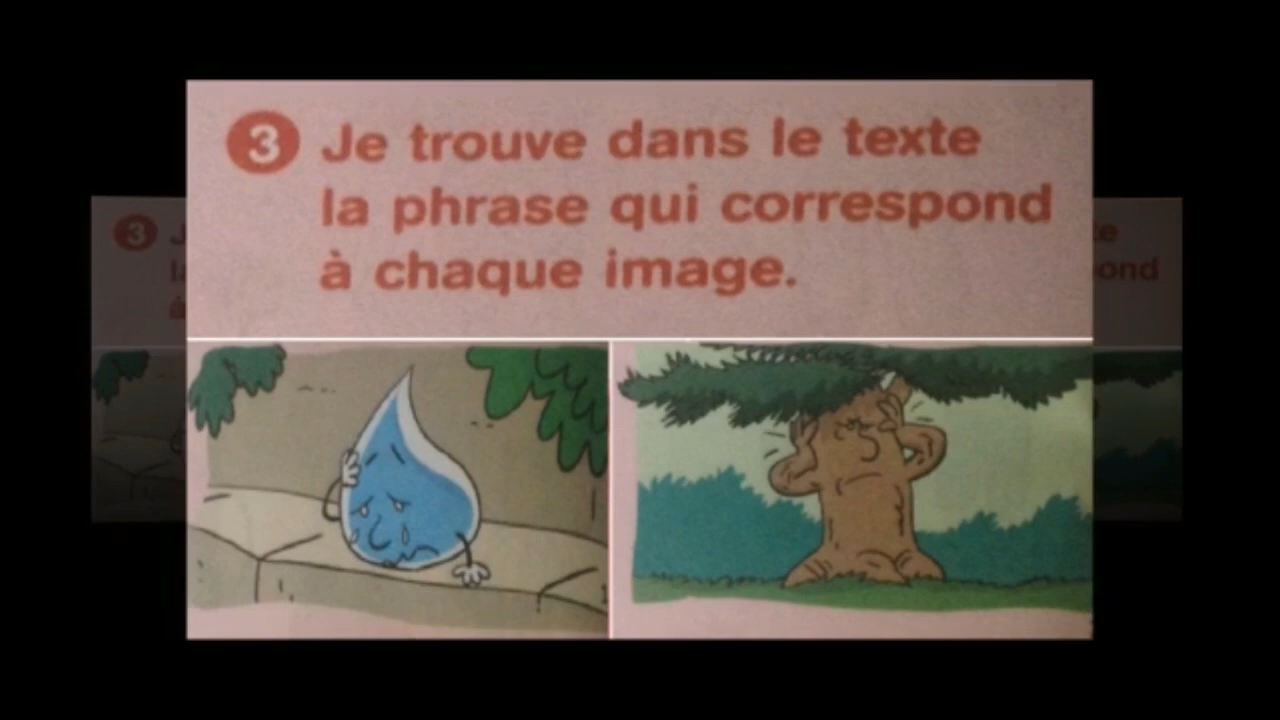 3 Je trouve dans le texte
la phrase qui correspond
à chaque image.